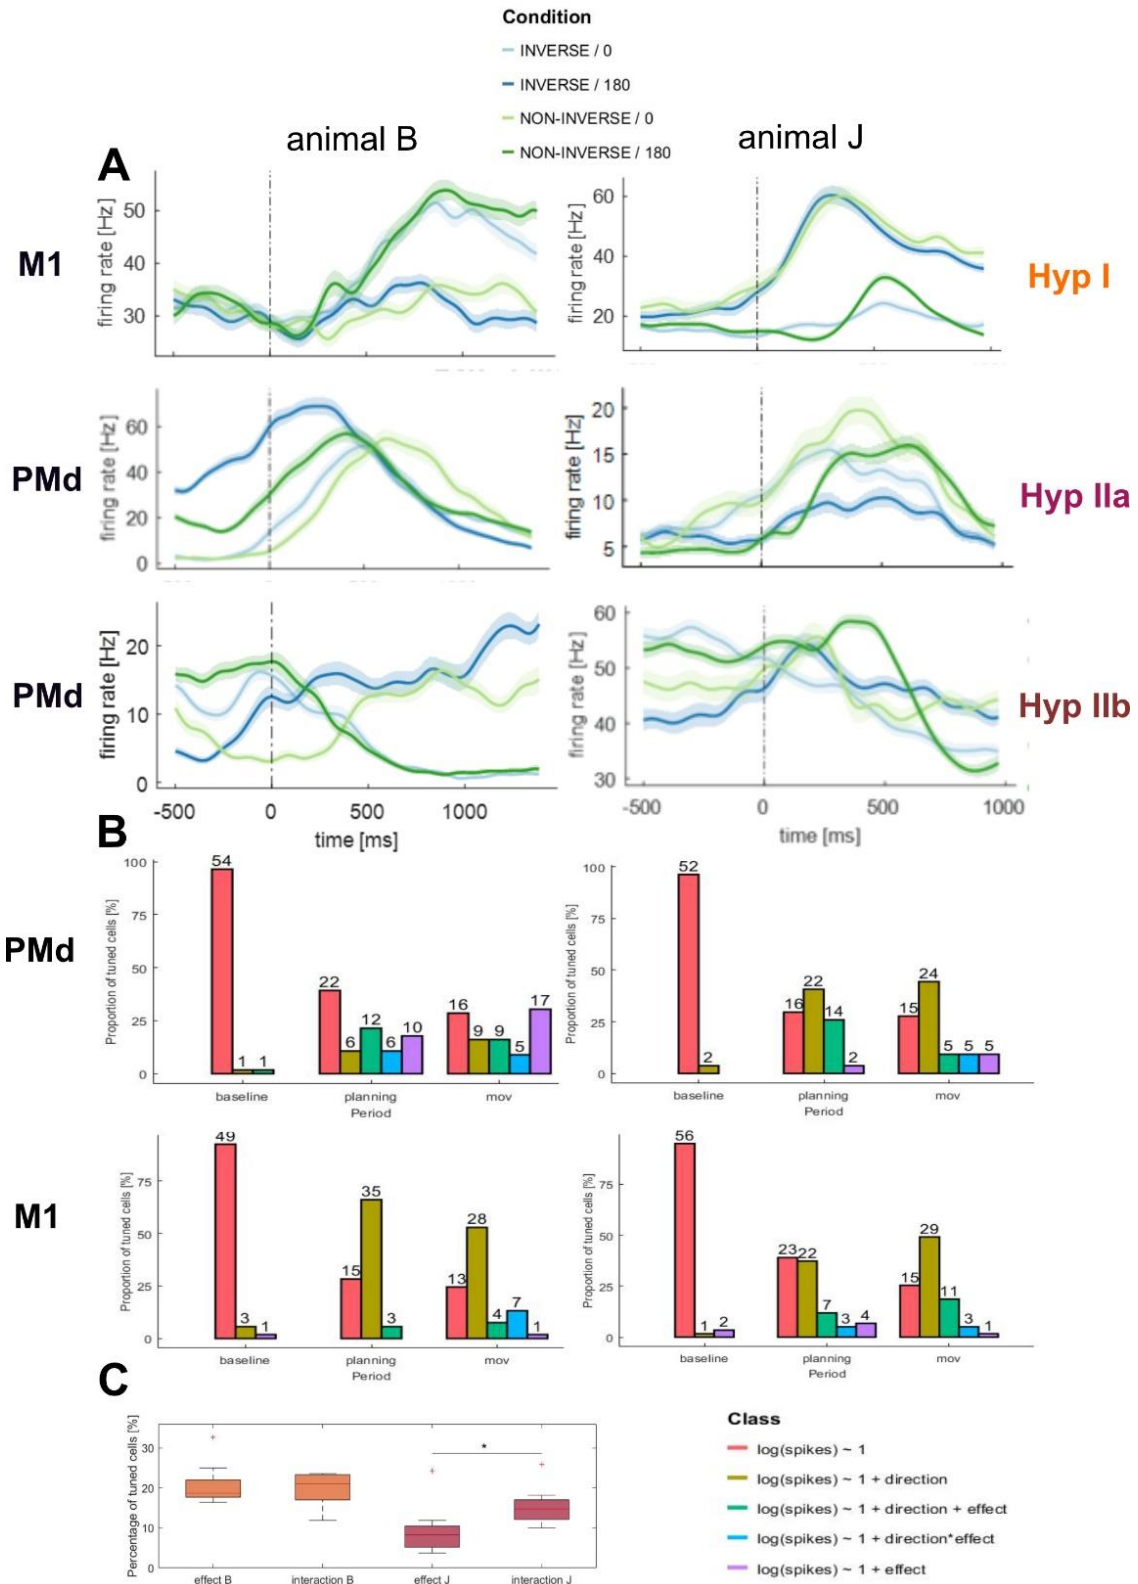 Condition
INVERSE / 0
INVERSE / 180
NON-INVERSE / 0
NON-INVERSE / 180
animal B
animal J
A
M1
firing rate [Hz]
50
40
30
firing rate [Hz]
60
40
20
Hyp I
PMd
firing rate [Hz]
60
40
20
0
firing rate [Hz]
20
15
10
5
Hyp IIa
PMd
firing rate [Hz]
20
10
0
-500 0 500 1000
time [ms]
firing rate [Hz]
60
50
40
30
-500 0 500 1000
time [ms]
Hyp IIb
B
PMd
Proportion of tuned cells [%]
100
75
50
25
0
54 1 1
22 6 12 6 10
16 9 9 5 17
baseline planning mov
Period
Proportion of tuned cells [%]
100
75
50
25
0
52 2
16 22 14 2
15 24 5 5 5
baseline planning mov
Period
M1
Proportion of tuned cells [%]
75
50
25
0
49 3 1
15 35 3
13 28 4 7 1
baseline planning mov
Period
Proportion of tuned cells [%]
75
50
25
0
56 1 2
23 22 7 3 4
15 29 11 3 1
baseline planning mov
Period
C
Percentage of tuned cells [%]
30
20
10
0
*
effect B interaction B effect J interaction J
Class
log(spikes) ~ 1
log(spikes) ~ 1 + direction
log(spikes) ~ 1 + direction + effect
log(spikes) ~ 1 + direction*effect
log(spikes) ~ 1 + effect